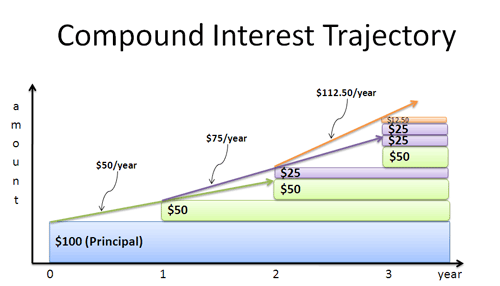 Compound Interest Trajectory
amount
$112.50/year
$75/year
$50/year
$12.50
$25
$25
$50
$25
$50
$50
$100 (Principal)
0 1 2 3 year